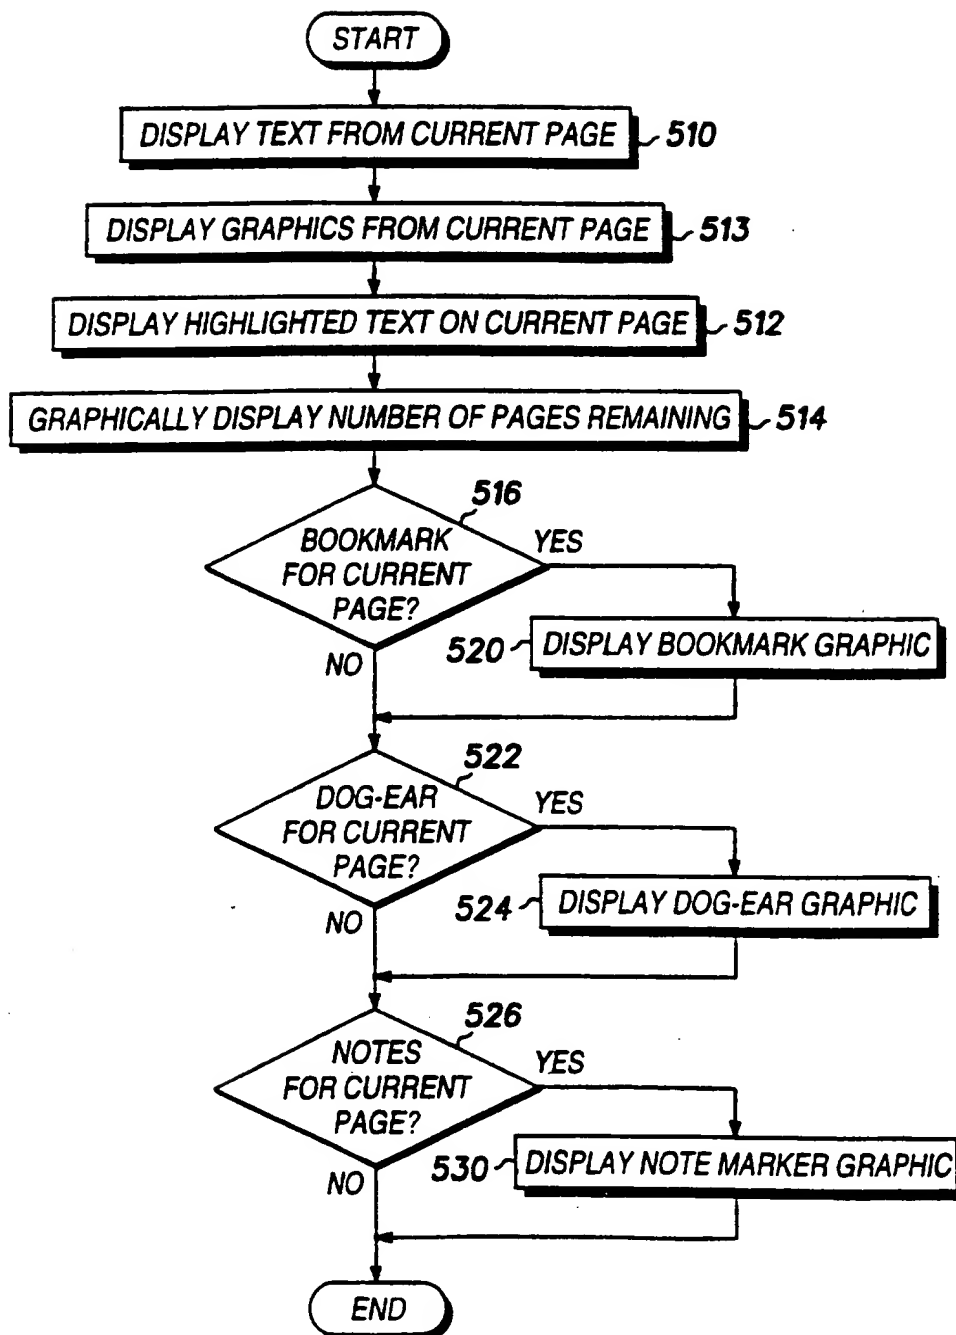 START
DISPLAY TEXT FROM CURRENT PAGE 510
DISPLAY GRAPHICS FROM CURRENT PAGE 513
DISPLAY HIGHLIGHTED TEXT ON CURRENT PAGE 512
GRAPHICALLY DISPLAY NUMBER OF PAGES REMAINING 514
516
BOOKMARK
FOR CURRENT
PAGE?
YES
520 DISPLAY BOOKMARK GRAPHIC
NO
522
DOG-EAR
FOR CURRENT
PAGE?
YES
524 DISPLAY DOG-EAR GRAPHIC
NO
526
NOTES
FOR CURRENT
PAGE?
YES
530 DISPLAY NOTE MARKER GRAPHIC
NO
END